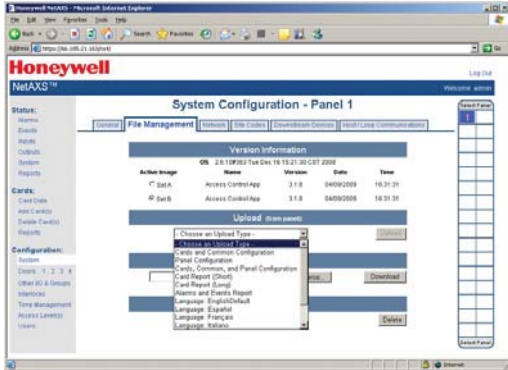 Honeywell NetAXS - Microsoft Internet Explorer
File Edit View Favorites Tools Help
Back Search Favorites
Address Go
Honeywell
Log Out
NetAXS™
Welcome admin
System Configuration - Panel 1
Select Panel
1
General File Management Network Site Codes Downstream Devices Host/Loop Communications
Status:
Alarms
Events
Inputs
Outputs
System
Reports
Cards:
Card Data
Add Card(s)
Delete Card(s)
Reports
Configuration:
System
Doors 1 2 3 4
Other I/O & Groups
Interlocks
Time Management
Access Level(s)
Users
Version Information
Active Image Name Version Date Time
Set A Access Control App 3.1.8 04/09/2009 16:31:31
Set B Access Control App 3.1.8 04/09/2009 16:31:31
Upload (from panel)
- Choose an Upload Type - Upload
- Choose an Upload Type -
Cards and Common Configuration
Panel Configuration
Cards, Common, and Panel Configuration
Card Report (Short)
Card Report (Long)
Alarms and Events Report
Language: EnglishDefault
Language: Español
Language: Français
Language: Italiano
Download
Delete
Select Panel
Internet